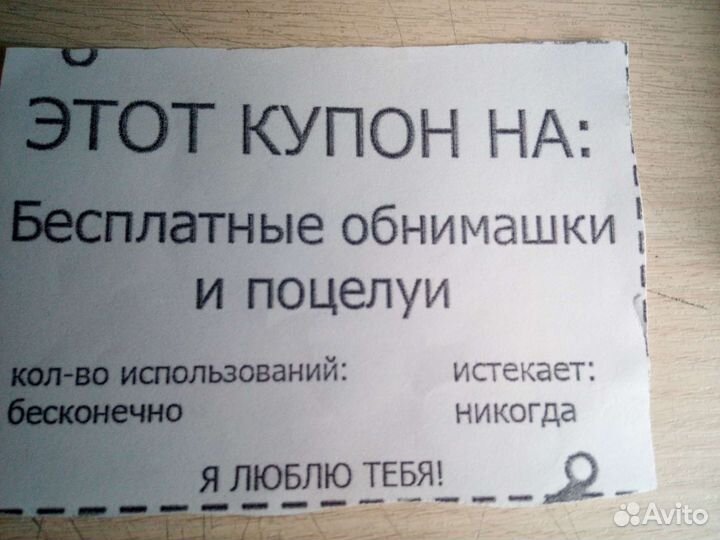 ЭТОТ КУПОН НА:
Бесплатные обнимашки
и поцелуи
кол-во использований: истекает:
бесконечно никогда
Я ЛЮБЛЮ ТЕБЯ!
Avito